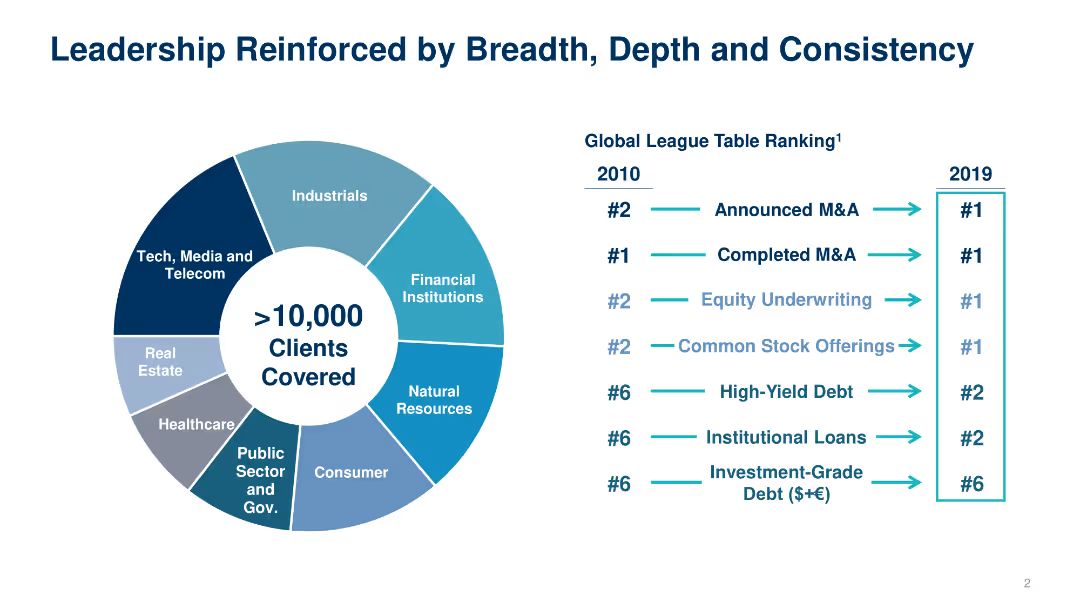 Leadership Reinforced by Breadth, Depth and Consistency
Industrials
Financial
Institutions
Natural
Resources
Consumer
Public
Sector
and
Gov.
Healthcare
Real
Estate
Tech, Media and
Telecom
>10,000
Clients
Covered
Global League Table Ranking¹
2010 2019
#2 Announced M&A #1
#1 Completed M&A #1
#2 Equity Underwriting #1
#2 Common Stock Offerings #1
#6 High-Yield Debt #2
#6 Institutional Loans #2
#6 Investment-Grade
Debt ($+€) #6
2